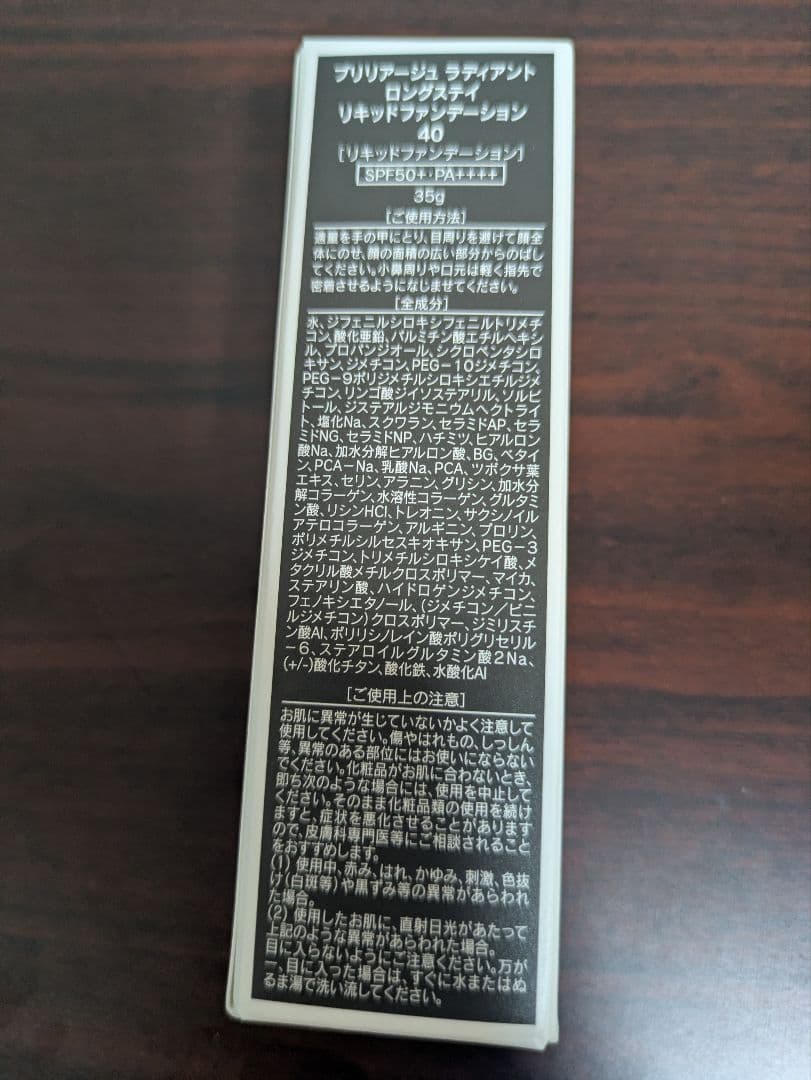 ブリリアージュ ラディアント
ロングステイ
リキッドファンデーション
40
[リキッドファンデーション]
SPF50+・PA++++
35g
[ご使用方法]
適量を手の甲にとり、目周りを避けて顔全
体にのせ、顔の面積の広い部分からのばし
てください。小鼻周りや口元は軽く指先で
密着させるようになじませてください。
[全成分]
水、ジフェニルシロキシフェニルトリメチ
コン、酸化亜鉛、パルミチン酸エチルヘキシ
ル、プロパンジオール、シクロペンタシロ
キサン、ジメチコン、PEG－10ジメチコン、
PEG－9ポリジメチルシロキシエチルジメ
チコン、リンゴ酸ジイソステアリル、ソルビ
トール、ジステアルジモニウムヘクトライ
ト、塩化Na、スクワラン、セラミドAP、セラ
ミドNG、セラミドNP、ハチミツ、ヒアルロン
酸Na、加水分解ヒアルロン酸、BG、ベタイ
ン、PCA－Na、乳酸Na、PCA、ツボクサ葉
エキス、セリン、アラニン、グリシン、加水分
解コラーゲン、水溶性コラーゲン、グルタミ
ン酸、リシンHCl、トレオニン、サクシノイル
アテロコラーゲン、アルギニン、プロリン、
ポリメチルシルセスキオキサン、PEG－3
ジメチコン、トリメチルシロキシケイ酸、メ
タクリル酸メチルクロスポリマー、マイカ、
ステアリン酸、ハイドロゲンジメチコン、
フェノキシエタノール、(ジメチコン／ビニ
ルジメチコン)クロスポリマー、ジミリスチ
ン酸Al、ポリリシノレイン酸ポリグリセリル
－6、ステアロイルグルタミン酸2Na、
(+/-)酸化チタン、酸化鉄、水酸化Al
[ご使用上の注意]
お肌に異常が生じていないかよく注意して
使用してください。傷やはれもの、しっしん
等、異常のある部位にはお使いにならない
でください。化粧品がお肌に合わないとき、
即ち次のような場合には、使用を中止して
ください。そのまま化粧品類の使用を続け
ますと、症状を悪化させることがあります
ので、皮膚科専門医等にご相談されること
をおすすめします。
(1) 使用中、赤み、はれ、かゆみ、刺激、色抜
け(白斑等)や黒ずみ等の異常があらわれ
た場合。
(2) 使用したお肌に、直射日光があたって
上記のような異常があらわれた場合。
目に入らないようにご注意ください。万が
一、目に入った場合は、すぐに水またはぬ
るま湯で洗い流してください。